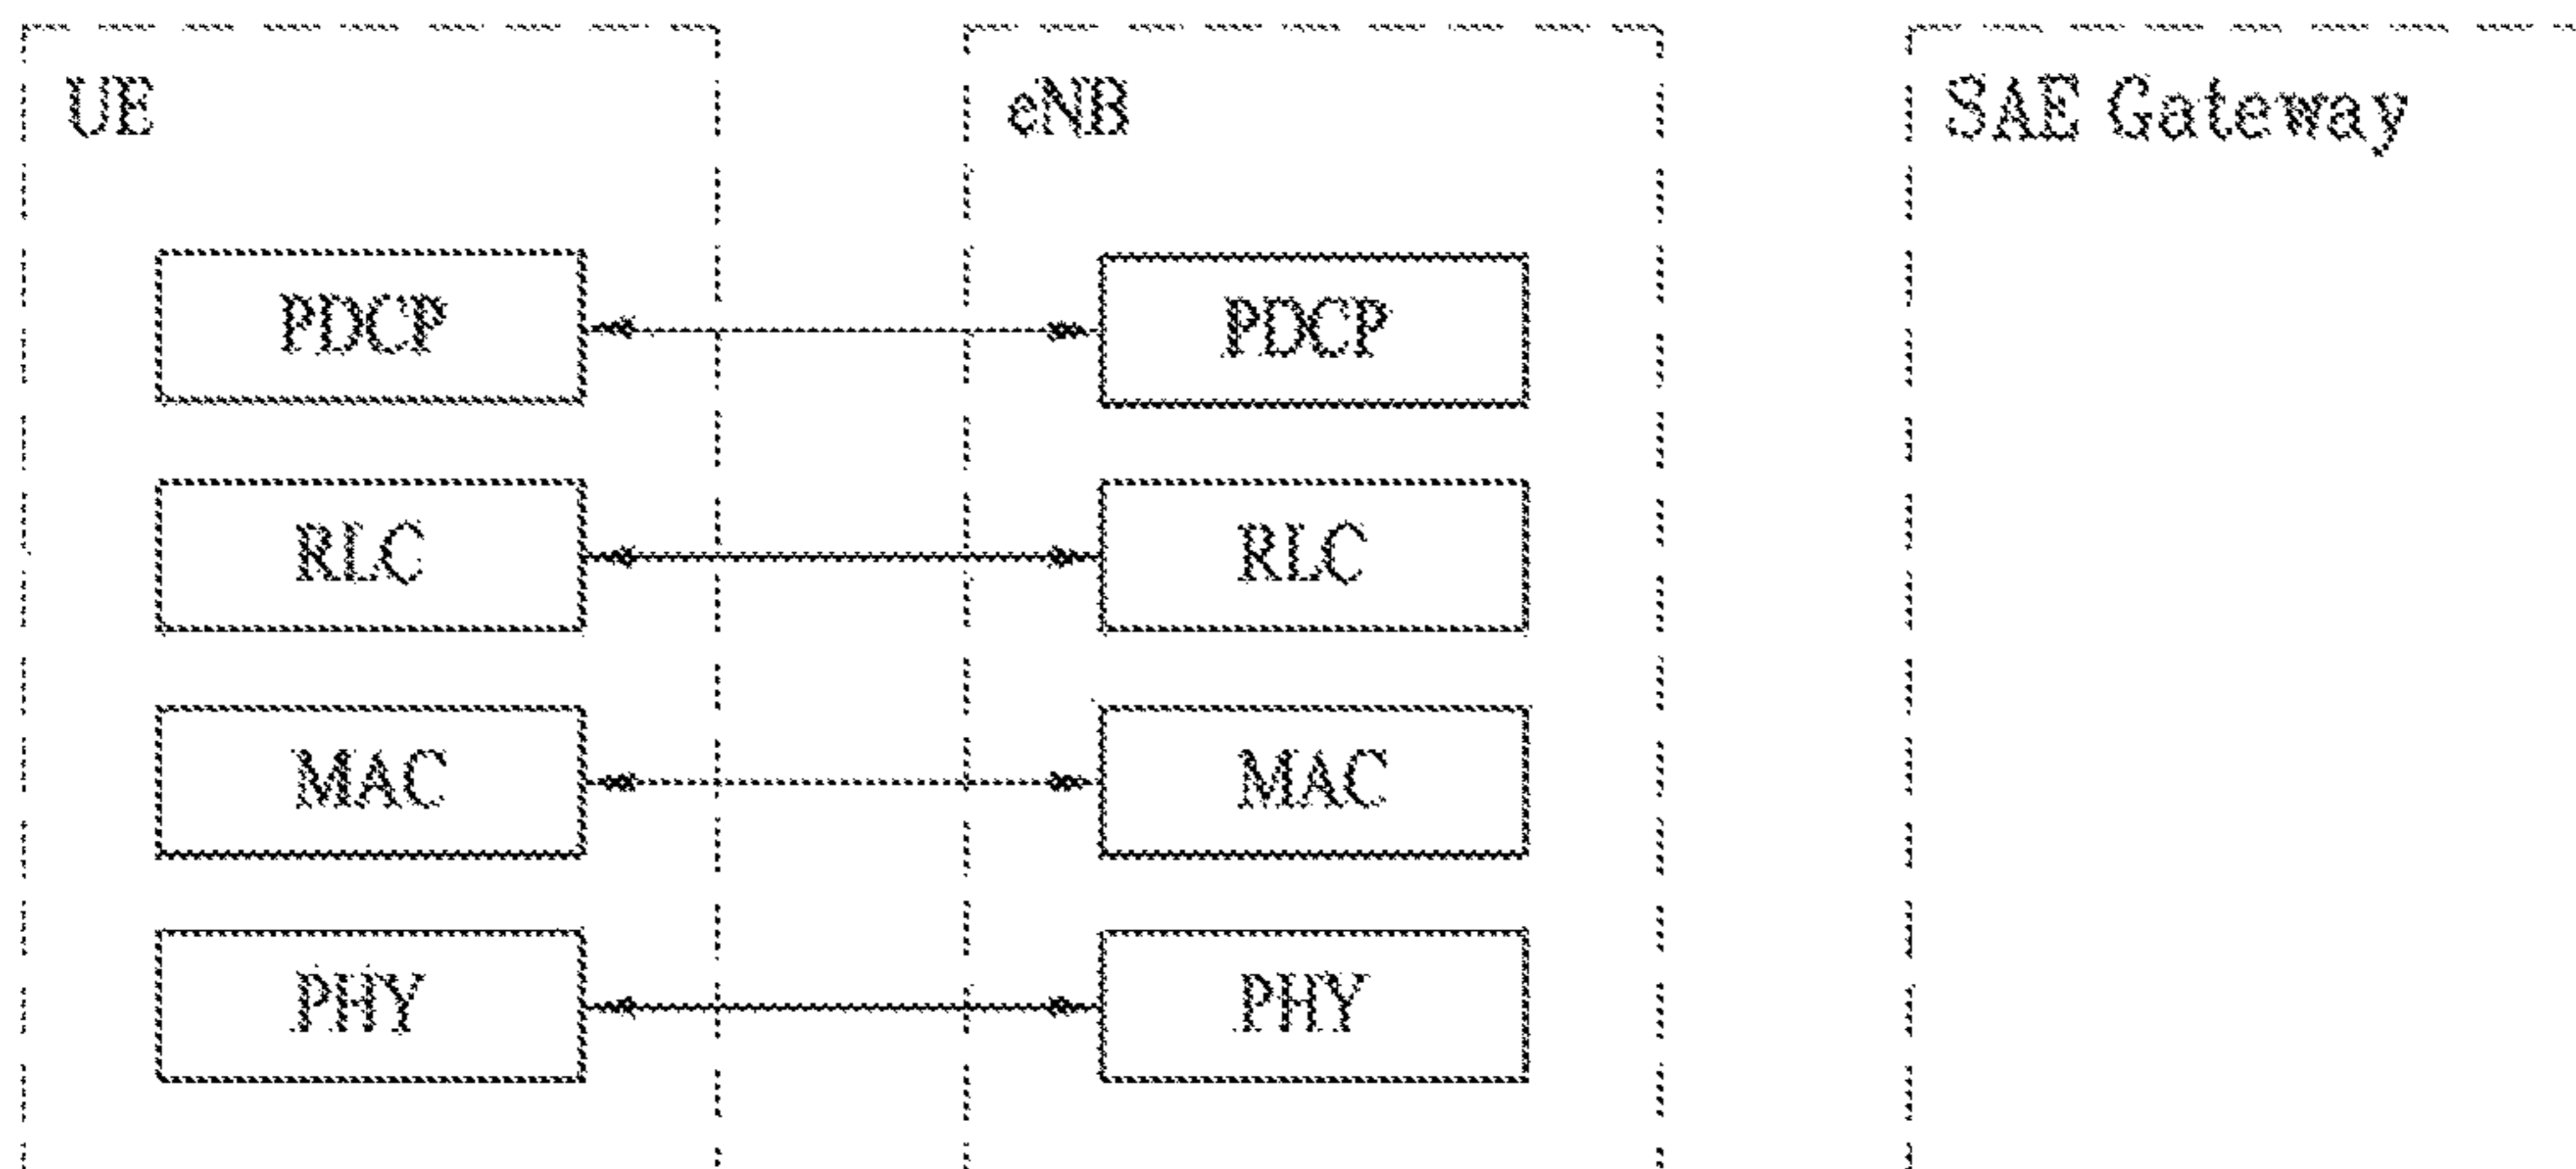 UE eNB SAE Gateway
PDCP PDCP
RLC RLC
MAC MAC
PHY PHY